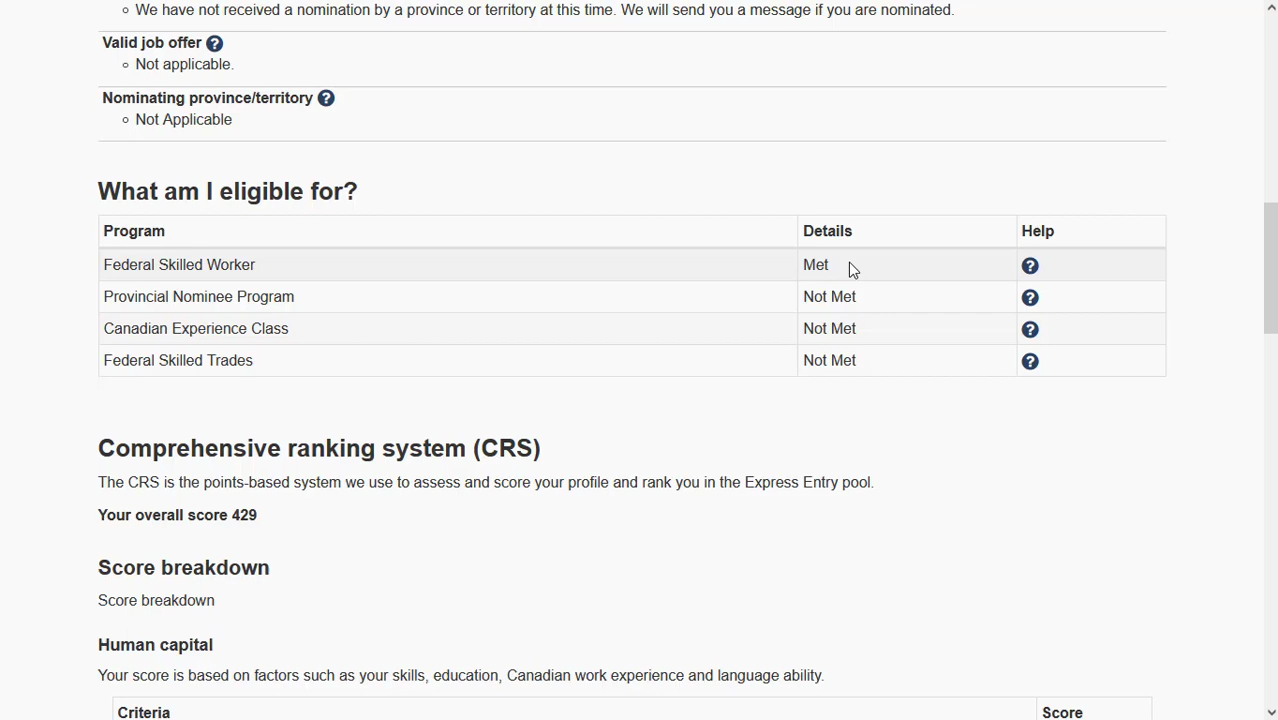 We have not received a nomination by a province or territory at this time. We will send you a message if you are nominated.
Valid job offer ?
Not applicable.
Nominating province/territory ?
Not Applicable
What am I eligible for?
Program Details Help
Federal Skilled Worker Met ?
Provincial Nominee Program Not Met ?
Canadian Experience Class Not Met ?
Federal Skilled Trades Not Met ?
Comprehensive ranking system (CRS)
The CRS is the points-based system we use to assess and score your profile and rank you in the Express Entry pool.
Your overall score 429
Score breakdown
Score breakdown
Human capital
Your score is based on factors such as your skills, education, Canadian work experience and language ability.
Criteria Score